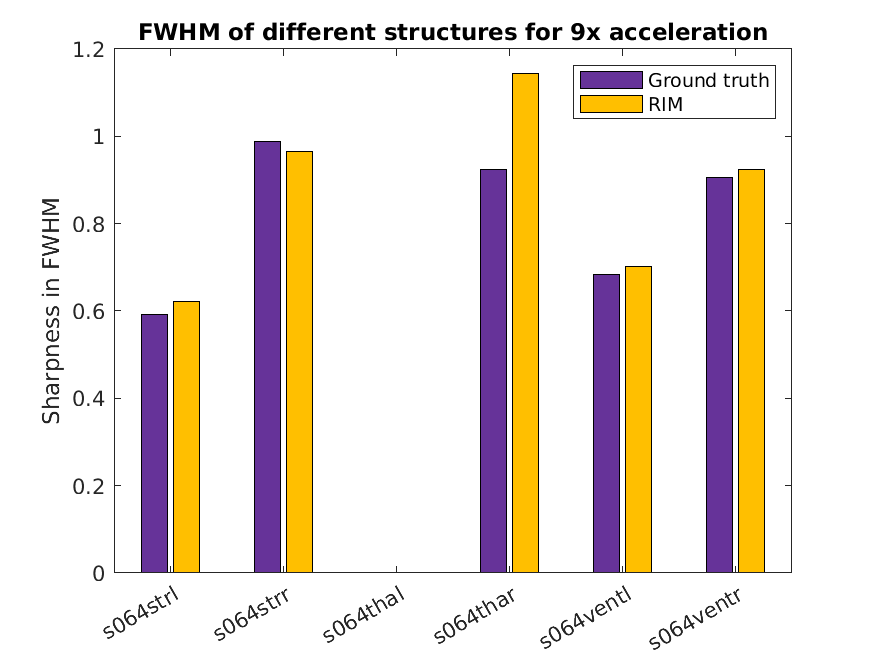 FWHM of different structures for 9x acceleration
Ground truth
RIM
Sharpness in FWHM
1.2
1
0.8
0.6
0.4
0.2
0
s064strl
s064strr
s064thal
s064thar
s064ventl
s064ventr